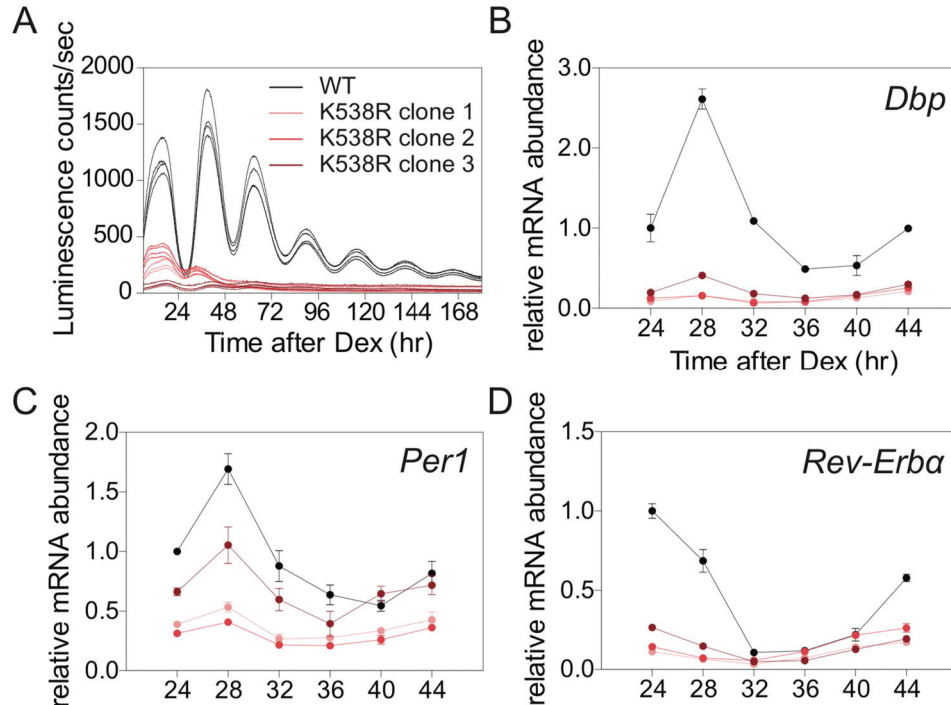 A
Luminescence counts/sec
2000
1500
1000
500
0
WT
K538R clone 1
K538R clone 2
K538R clone 3
24 48 72 96 120 144 168
Time after Dex (hr)
B
relative mRNA abundance
3.0
2.0
1.0
0.0
Dbp
24 28 32 36 40 44
Time after Dex (hr)
C
relative mRNA abundance
2.0
1.5
1.0
0.5
0.0
Per1
24 28 32 36 40 44
D
relative mRNA abundance
1.5
1.0
0.5
0.0
Rev-Erbα
24 28 32 36 40 44